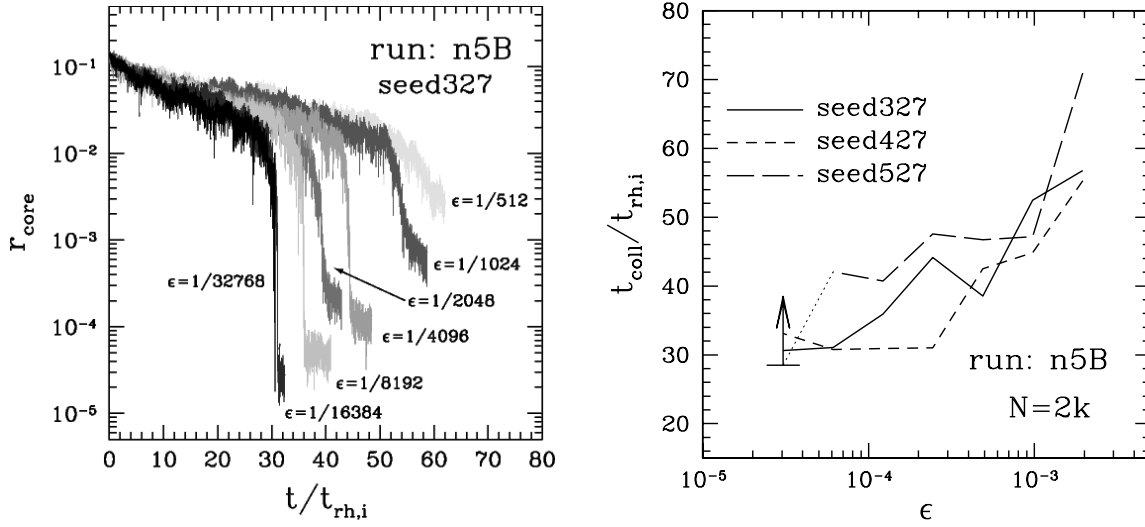 run: n5B
seed327
10⁻¹
10⁻²
10⁻³
10⁻⁴
10⁻⁵
r_core
ϵ=1/512
ϵ=1/1024
ϵ=1/32768
ϵ=1/2048
ϵ=1/4096
ϵ=1/8192
ϵ=1/16384
0 10 20 30 40 50 60 70 80
t/t_rh,i
80
70
60
50
40
30
20
t_coll/t_rh,i
seed327
seed427
seed527
run: n5B
N=2k
10⁻⁵ 10⁻⁴ 10⁻³
ϵ